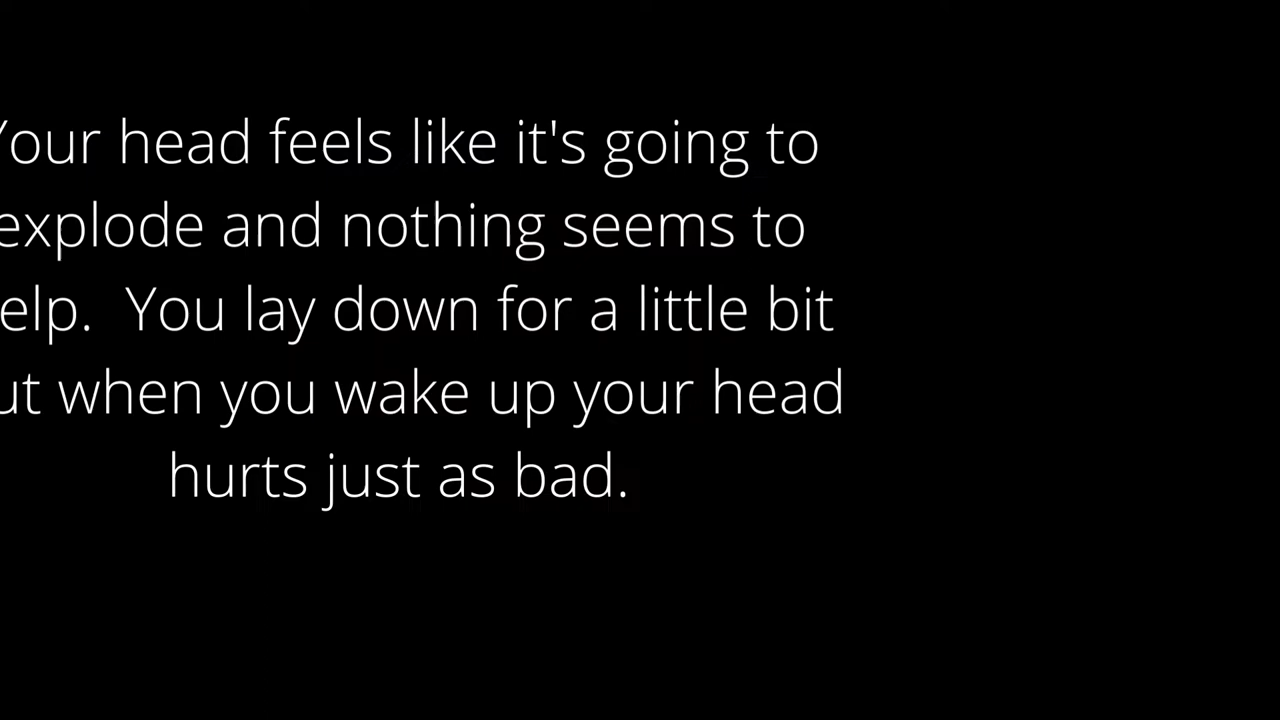 Your head feels like it's going to
explode and nothing seems to
elp.  You lay down for a little bit
ut when you wake up your head
hurts just as bad.